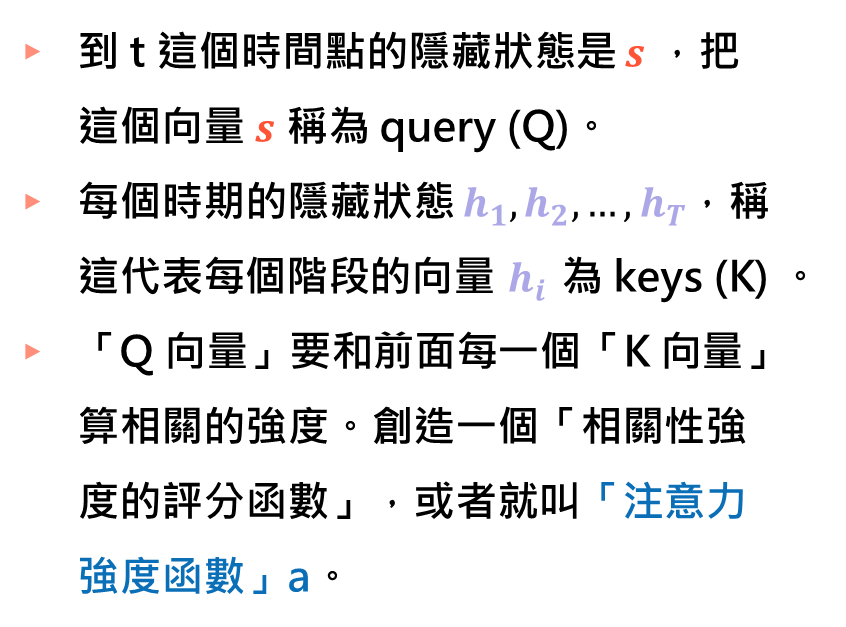 ▸ 到 t 這個時間點的隱藏狀態是 s ，把
這個向量 s 稱為 query (Q)。
▸ 每個時期的隱藏狀態 h₁, h₂, ... , h_T，稱
這代表每個階段的向量 hᵢ 為 keys (K) 。
▸ 「Q 向量」要和前面每一個「K 向量」
算相關的強度。創造一個「相關性強
度的評分函數」，或者就叫「注意力
強度函數」a。